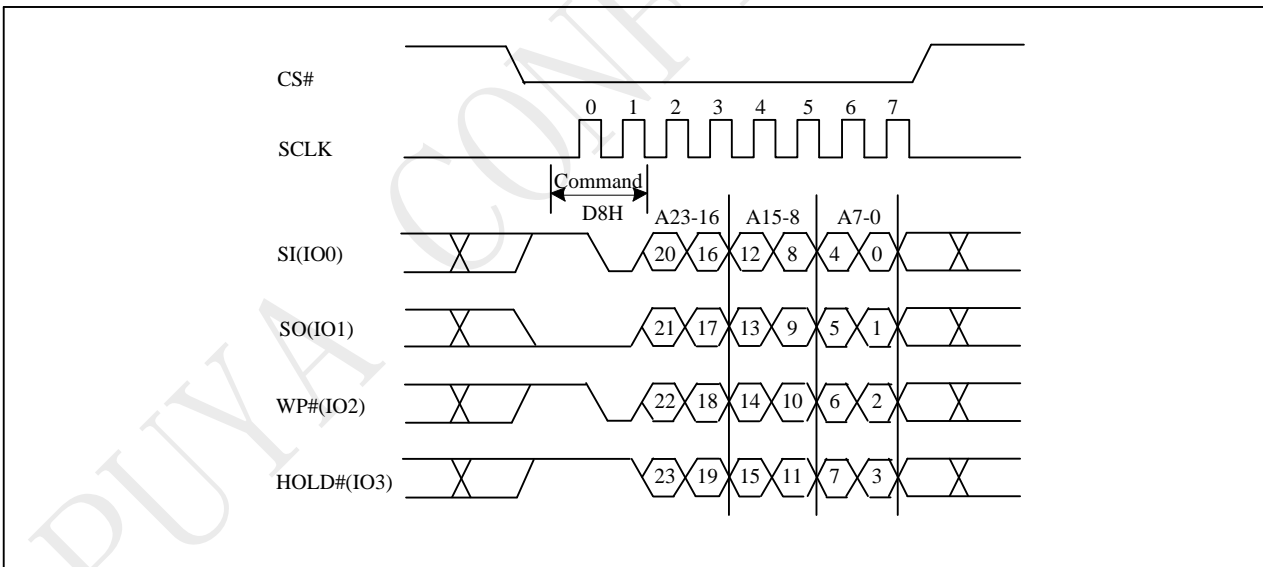 PUYA CONF
CS#
0 1 2 3 4 5 6 7
SCLK
Command
D8H
A23-16 A15-8 A7-0
SI(IO0) 20 16 12 8 4 0
SO(IO1) 21 17 13 9 5 1
WP#(IO2) 22 18 14 10 6 2
HOLD#(IO3) 23 19 15 11 7 3